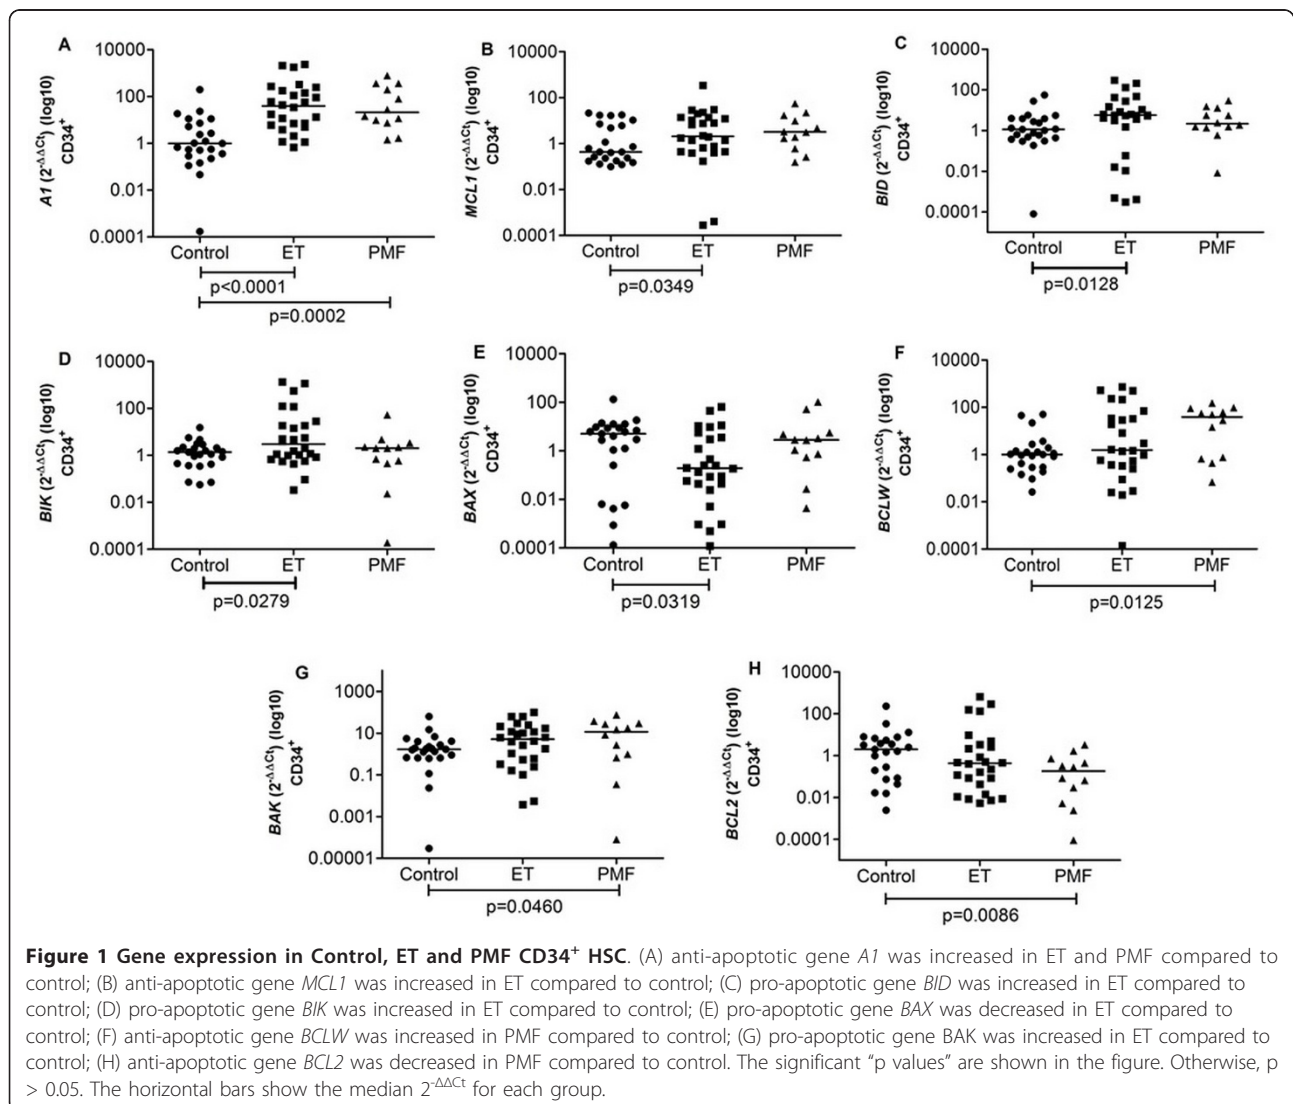 A
A1 (2^-ΔΔCt) (log10)
CD34+
10000
100
1
0.01
0.0001
Control ET PMF
p<0.0001
p=0.0002
B
MCL1 (2^-ΔΔCt) (log10)
CD34+
10000
100
1
0.01
0.0001
Control ET PMF
p=0.0349
C
BID (2^-ΔΔCt) (log10)
CD34+
10000
100
1
0.01
0.0001
Control ET PMF
p=0.0128
D
BIK (2^-ΔΔCt) (log10)
CD34+
10000
100
1
0.01
0.0001
Control ET PMF
p=0.0279
E
BAX (2^-ΔΔCt) (log10)
CD34+
10000
100
1
0.01
0.0001
Control ET PMF
p=0.0319
F
BCLW (2^-ΔΔCt) (log10)
CD34+
10000
100
1
0.01
0.0001
Control ET PMF
p=0.0125
G
BAK (2^-ΔΔCt) (log10)
CD34+
1000
10
0.1
0.001
0.00001
Control ET PMF
p=0.0460
H
BCL2 (2^-ΔΔCt) (log10)
CD34+
10000
100
1
0.01
0.0001
Control ET PMF
p=0.0086
Figure 1 Gene expression in Control, ET and PMF CD34+ HSC. (A) anti-apoptotic gene A1 was increased in ET and PMF compared to
control; (B) anti-apoptotic gene MCL1 was increased in ET compared to control; (C) pro-apoptotic gene BID was increased in ET compared to
control; (D) pro-apoptotic gene BIK was increased in ET compared to control; (E) pro-apoptotic gene BAX was decreased in ET compared to
control; (F) anti-apoptotic gene BCLW was increased in PMF compared to control; (G) pro-apoptotic gene BAK was increased in ET compared to
control; (H) anti-apoptotic gene BCL2 was decreased in PMF compared to control. The significant “p values” are shown in the figure. Otherwise, p
> 0.05. The horizontal bars show the median 2^-ΔΔCt for each group.